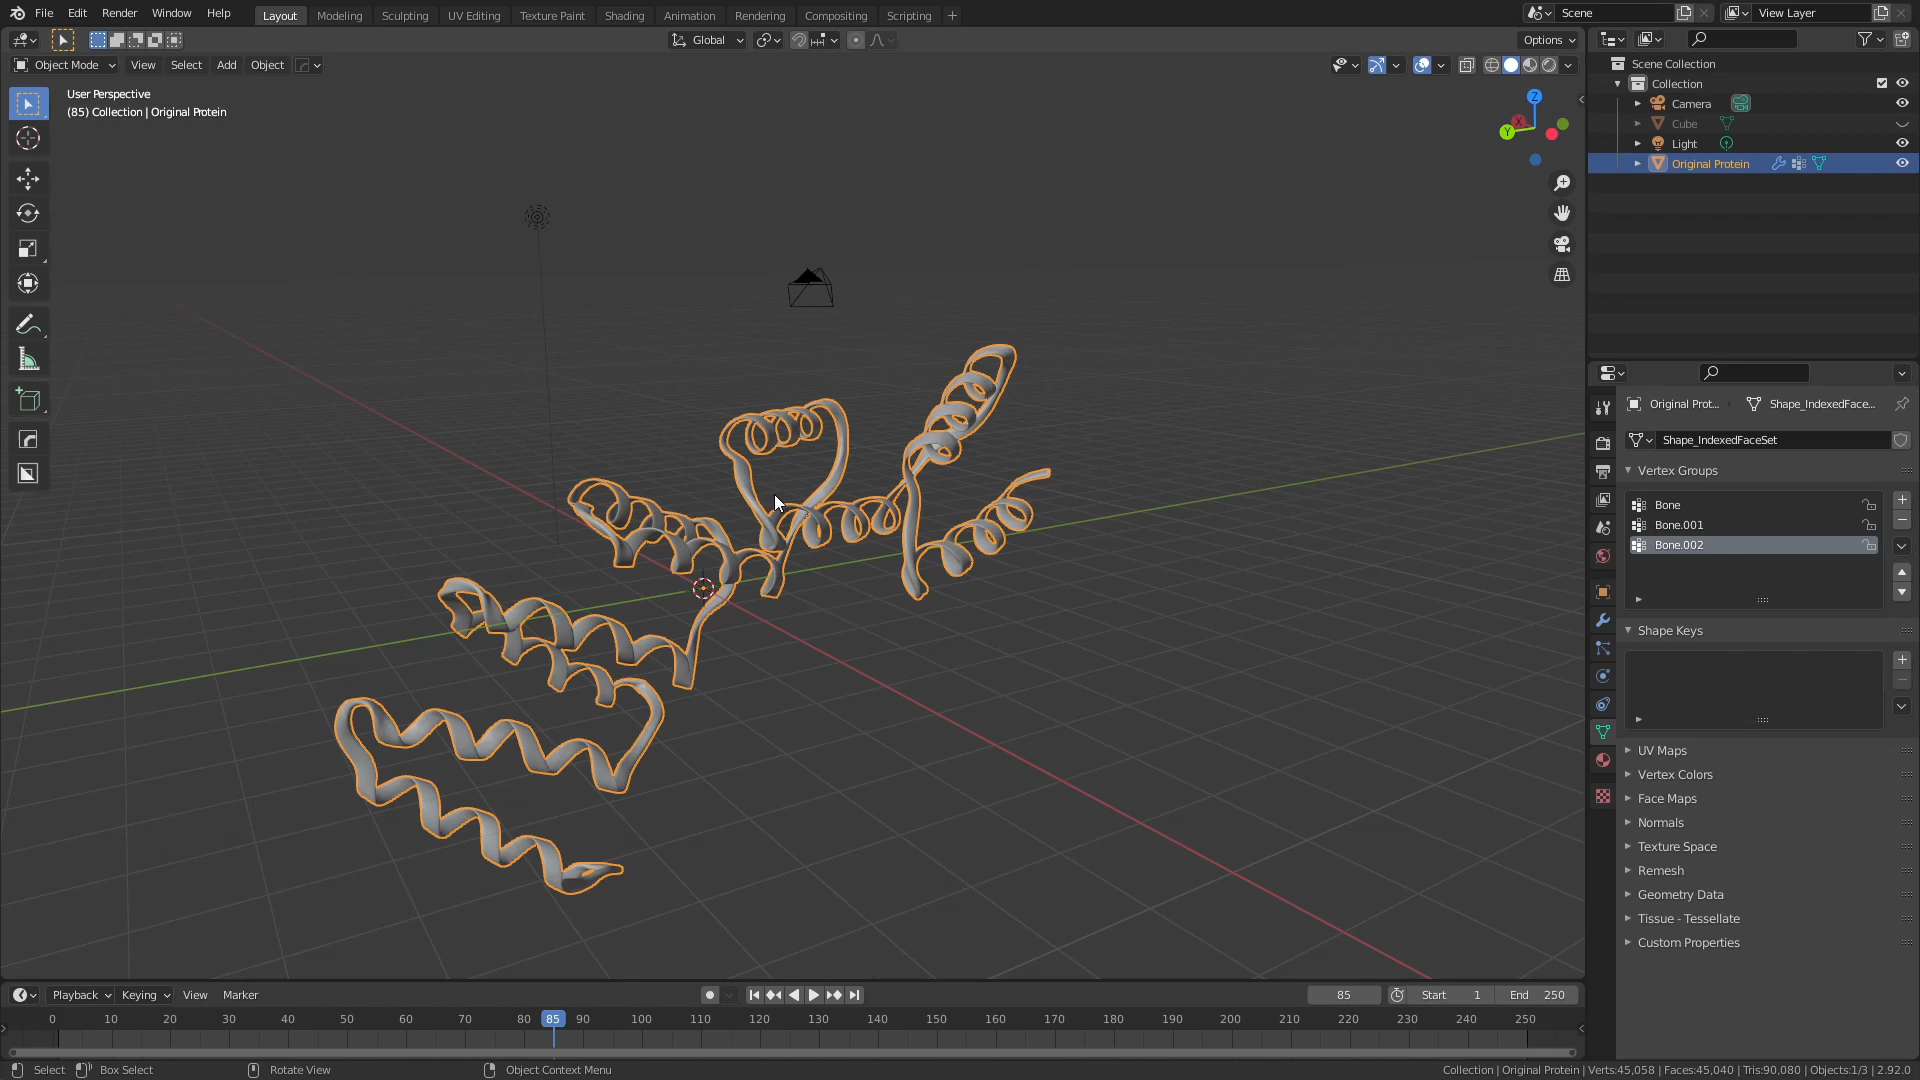 File Edit Render Window Help Layout Modeling Sculpting UV Editing Texture Paint Shading Animation Rendering Compositing Scripting + Scene View Layer
Global Options
Object Mode View Select Add Object
User Perspective
(85) Collection | Original Protein
Z
X
Y
Scene Collection
Collection
Camera
Cube
Light
Original Protein
Original Prot... Shape_IndexedFace...
Shape_IndexedFaceSet
Vertex Groups
Bone
Bone.001
Bone.002
Shape Keys
UV Maps
Vertex Colors
Face Maps
Normals
Texture Space
Remesh
Geometry Data
Tissue - Tessellate
Custom Properties
Playback Keying View Marker 85 Start 1 End 250
0 10 20 30 40 50 60 70 80 85 90 100 110 120 130 140 150 160 170 180 190 200 210 220 230 240 250
Select Box Select Rotate View Object Context Menu Collection | Original Protein | Verts:45,058 | Faces:45,040 | Tris:90,080 | Objects:1/3 | 2.92.0